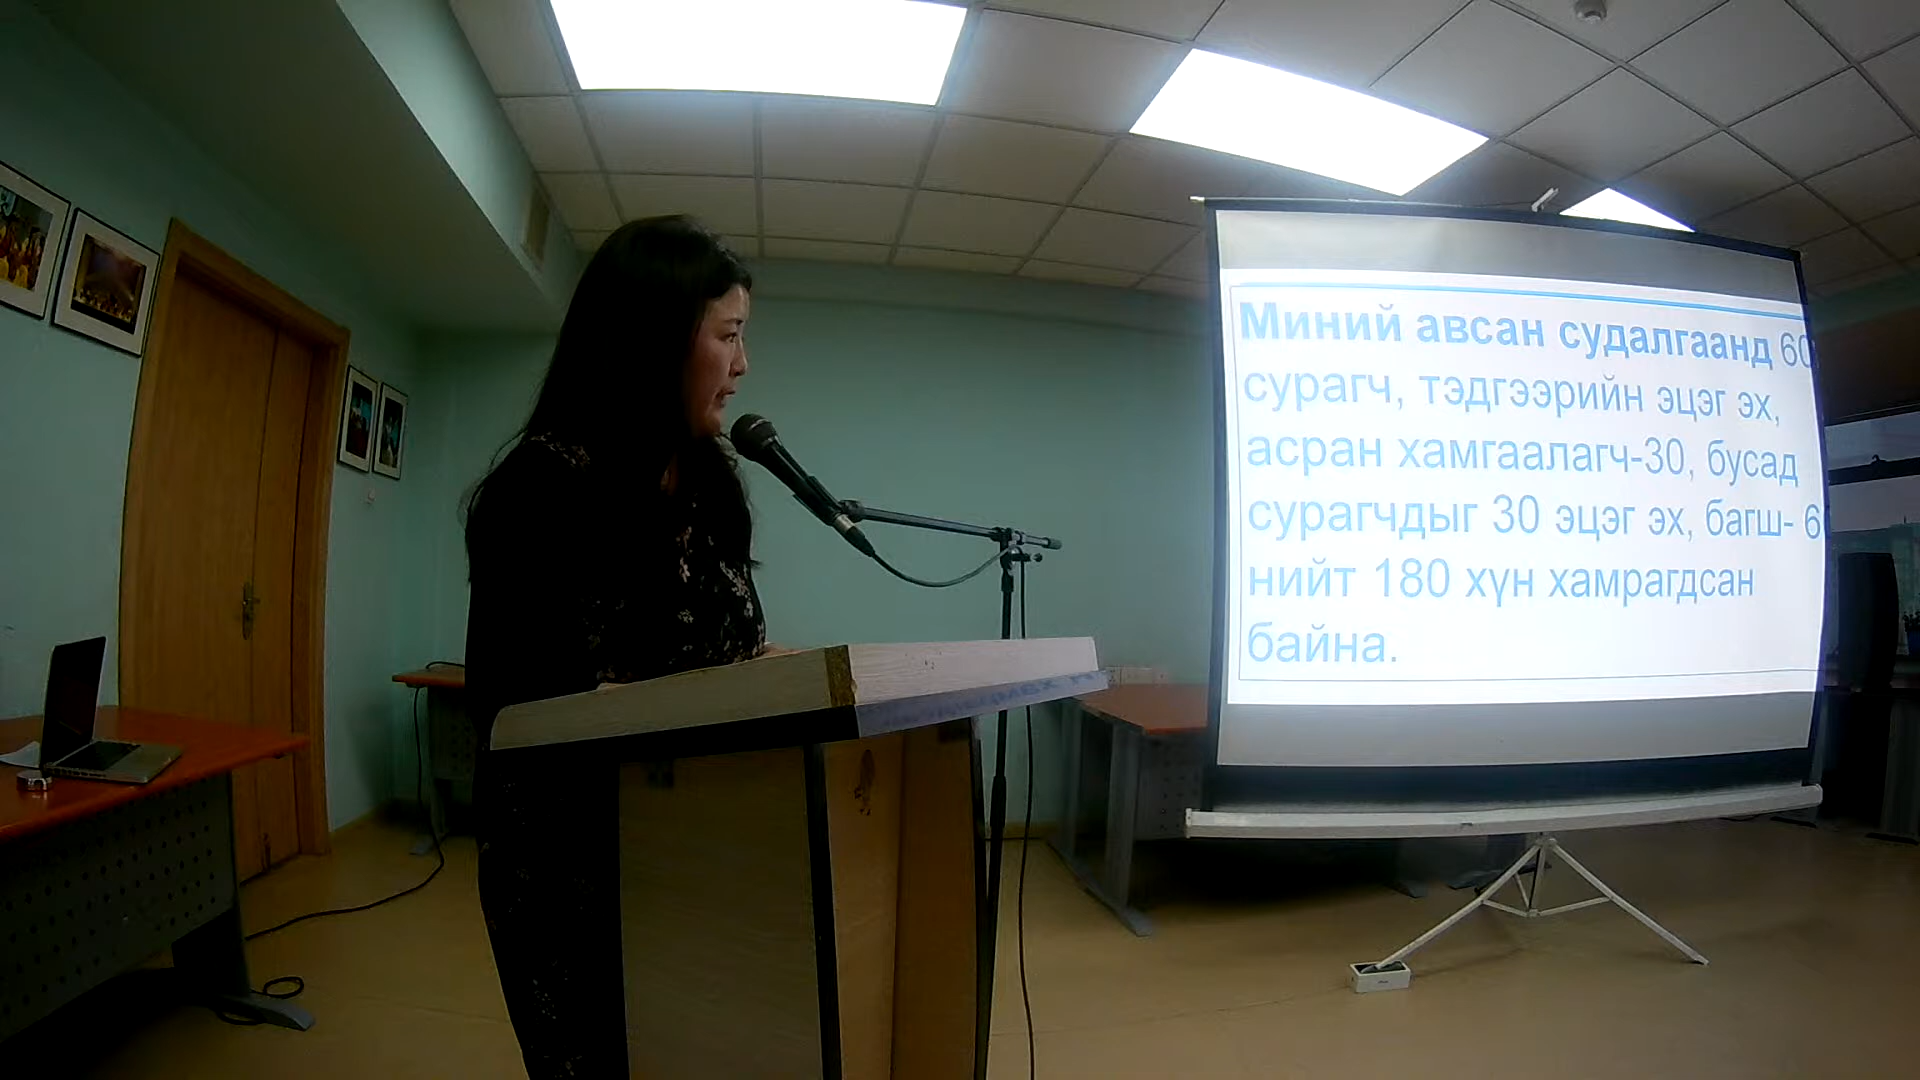 Миний авсан судалгаанд 60
сурагч, тэдгээрийн эцэг эх,
асран хамгаалагч-30, бусад
сурагчдыг 30 эцэг эх, багш- 6
нийт 180 хүн хамрагдсан
байна.